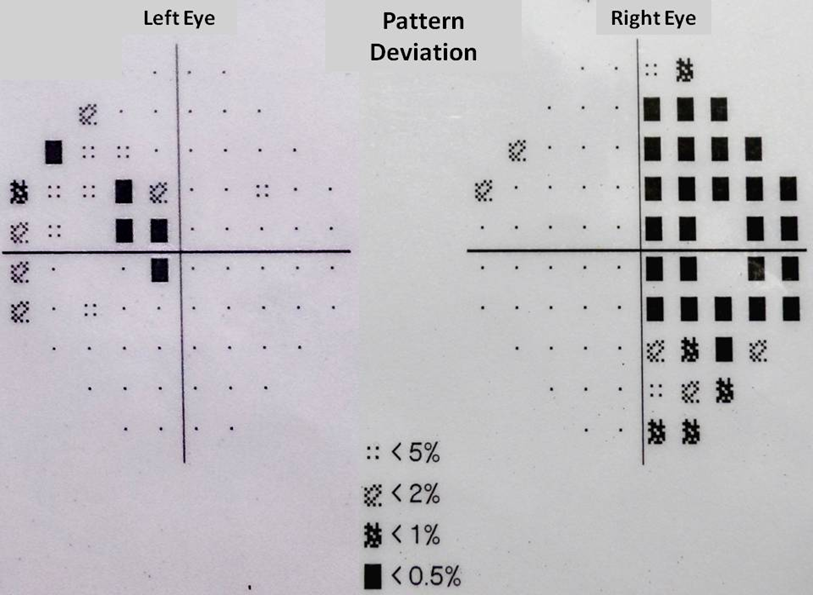 Left Eye
Pattern
Deviation
Right Eye
< 5%
< 2%
< 1%
< 0.5%